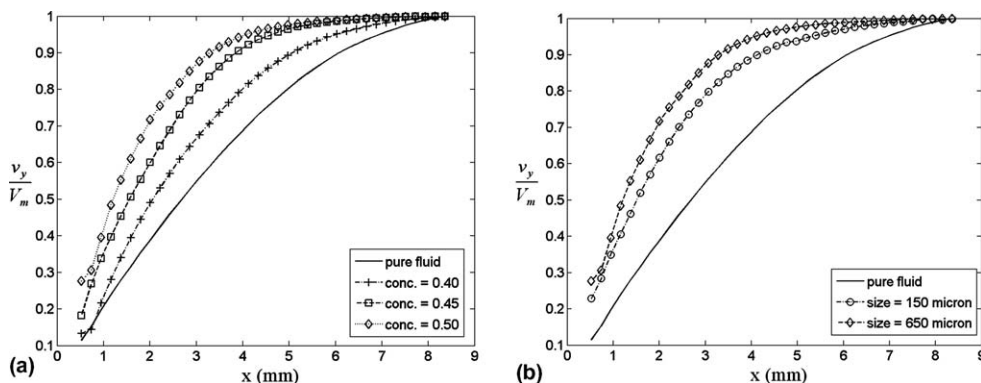 1
0.9
0.8
0.7
0.6
v_y
V_m
0.5
0.4
0.3
0.2
0.1
0 1 2 3 4 5 6 7 8 9
x (mm)
pure fluid
conc. = 0.40
conc. = 0.45
conc. = 0.50
(a)
1
0.9
0.8
0.7
0.6
v_y
V_m
0.5
0.4
0.3
0.2
0.1
0 1 2 3 4 5 6 7 8 9
x (mm)
pure fluid
size = 150 micron
size = 650 micron
(b)